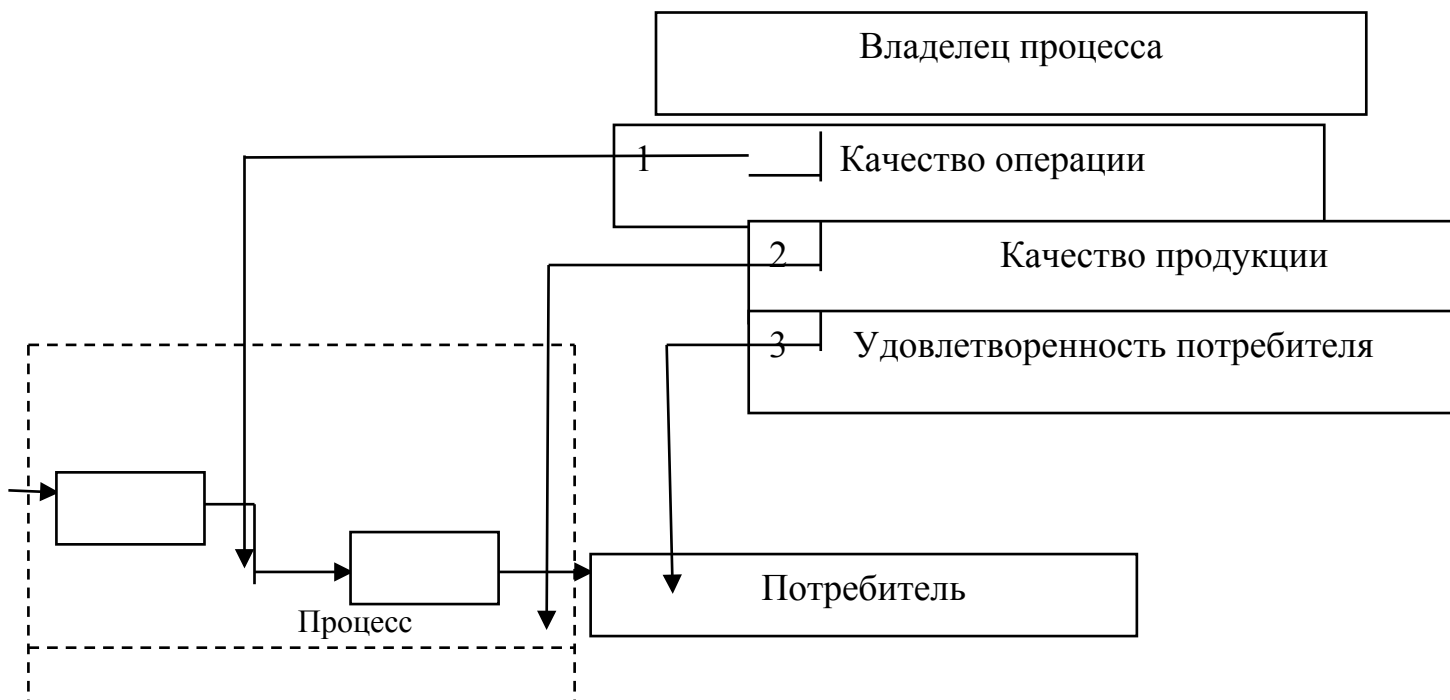 Владелец процесса
1 Качество операции
2 Качество продукции
3 Удовлетворенность потребителя
Потребитель
Процесс